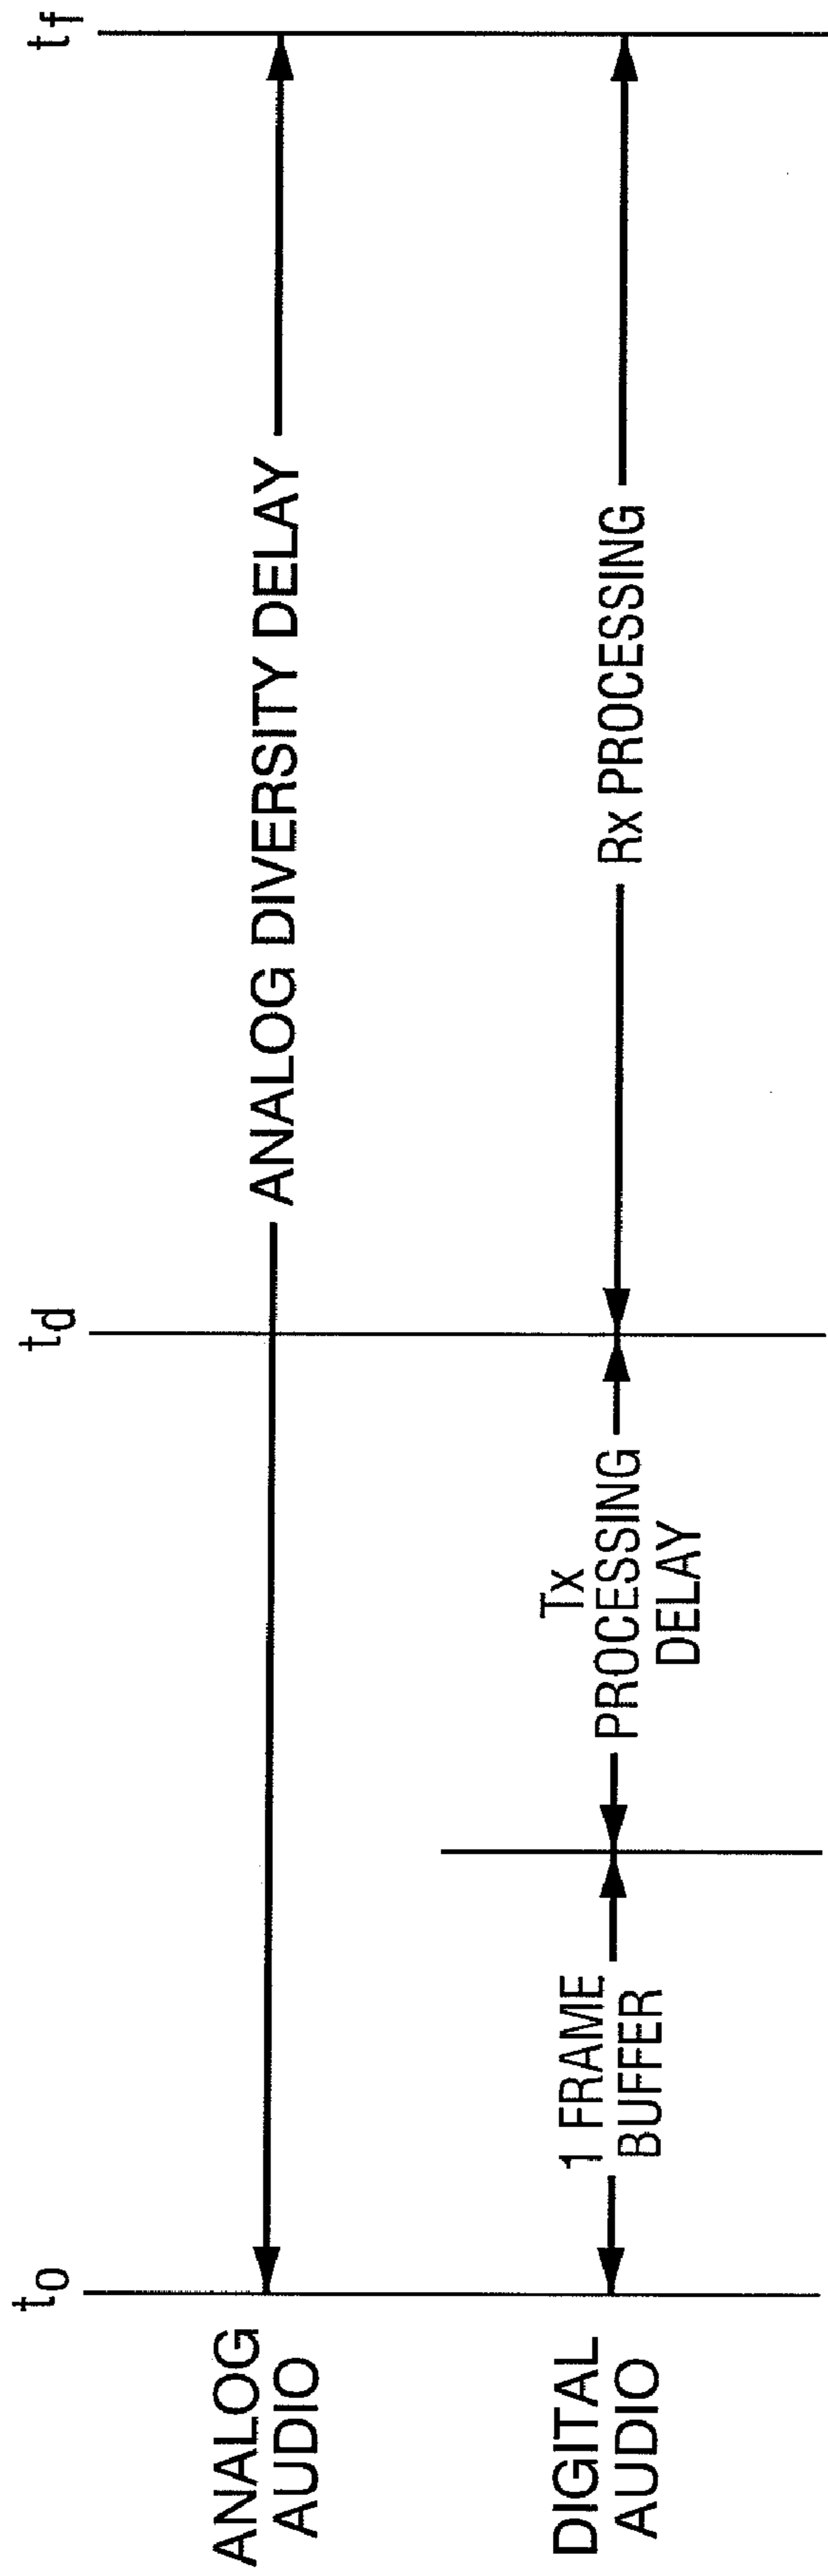 t0
td
tf
ANALOG
AUDIO
ANALOG DIVERSITY DELAY
DIGITAL
AUDIO
1 FRAME
BUFFER
Tx
PROCESSING
DELAY
Rx PROCESSING